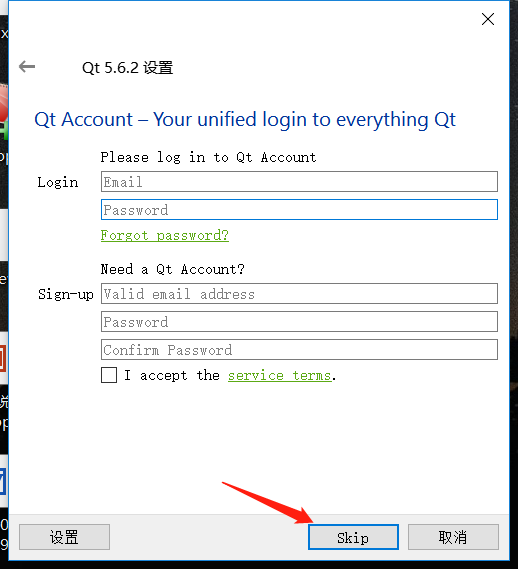 Qt 5.6.2 设置
Qt Account – Your unified login to everything Qt
Please log in to Qt Account
Login
Email
Password
Forgot password?
Need a Qt Account?
Sign-up
Valid email address
Password
Confirm Password
I accept the service terms.
设置
Skip
取消